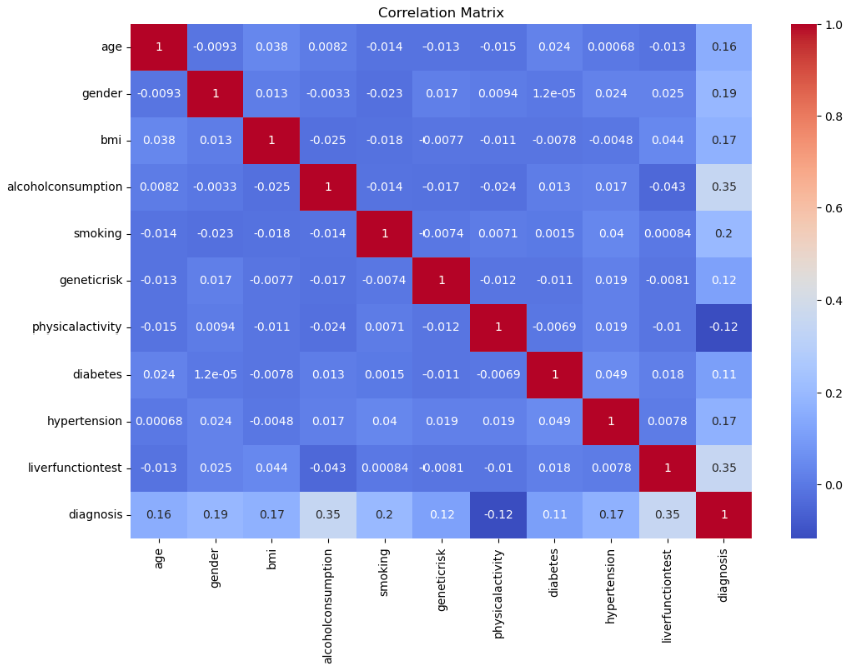 Correlation Matrix
age 1 -0.0093 0.038 0.0082 -0.014 -0.013 -0.015 0.024 0.00068 -0.013 0.16
gender -0.0093 1 0.013 -0.0033 -0.023 0.017 0.0094 1.2e-05 0.024 0.025 0.19
bmi 0.038 0.013 1 -0.025 -0.018 -0.0077 -0.011 -0.0078 -0.0048 0.044 0.17
alcoholconsumption 0.0082 -0.0033 -0.025 1 -0.014 -0.017 -0.024 0.013 0.017 -0.043 0.35
smoking -0.014 -0.023 -0.018 -0.014 1 -0.0074 0.0071 0.0015 0.04 0.00084 0.2
geneticrisk -0.013 0.017 -0.0077 -0.017 -0.0074 1 -0.012 -0.011 0.019 -0.0081 0.12
physicalactivity -0.015 0.0094 -0.011 -0.024 0.0071 -0.012 1 -0.0069 0.019 -0.01 -0.12
diabetes 0.024 1.2e-05 -0.0078 0.013 0.0015 -0.011 -0.0069 1 0.049 0.018 0.11
hypertension 0.00068 0.024 -0.0048 0.017 0.04 0.019 0.019 0.049 1 0.0078 0.17
liverfunctiontest -0.013 0.025 0.044 -0.043 0.00084 -0.0081 -0.01 0.018 0.0078 1 0.35
diagnosis 0.16 0.19 0.17 0.35 0.2 0.12 -0.12 0.11 0.17 0.35 1
age gender bmi alcoholconsumption smoking geneticrisk physicalactivity diabetes hypertension liverfunctiontest diagnosis
1.0
0.8
0.6
0.4
0.2
0.0